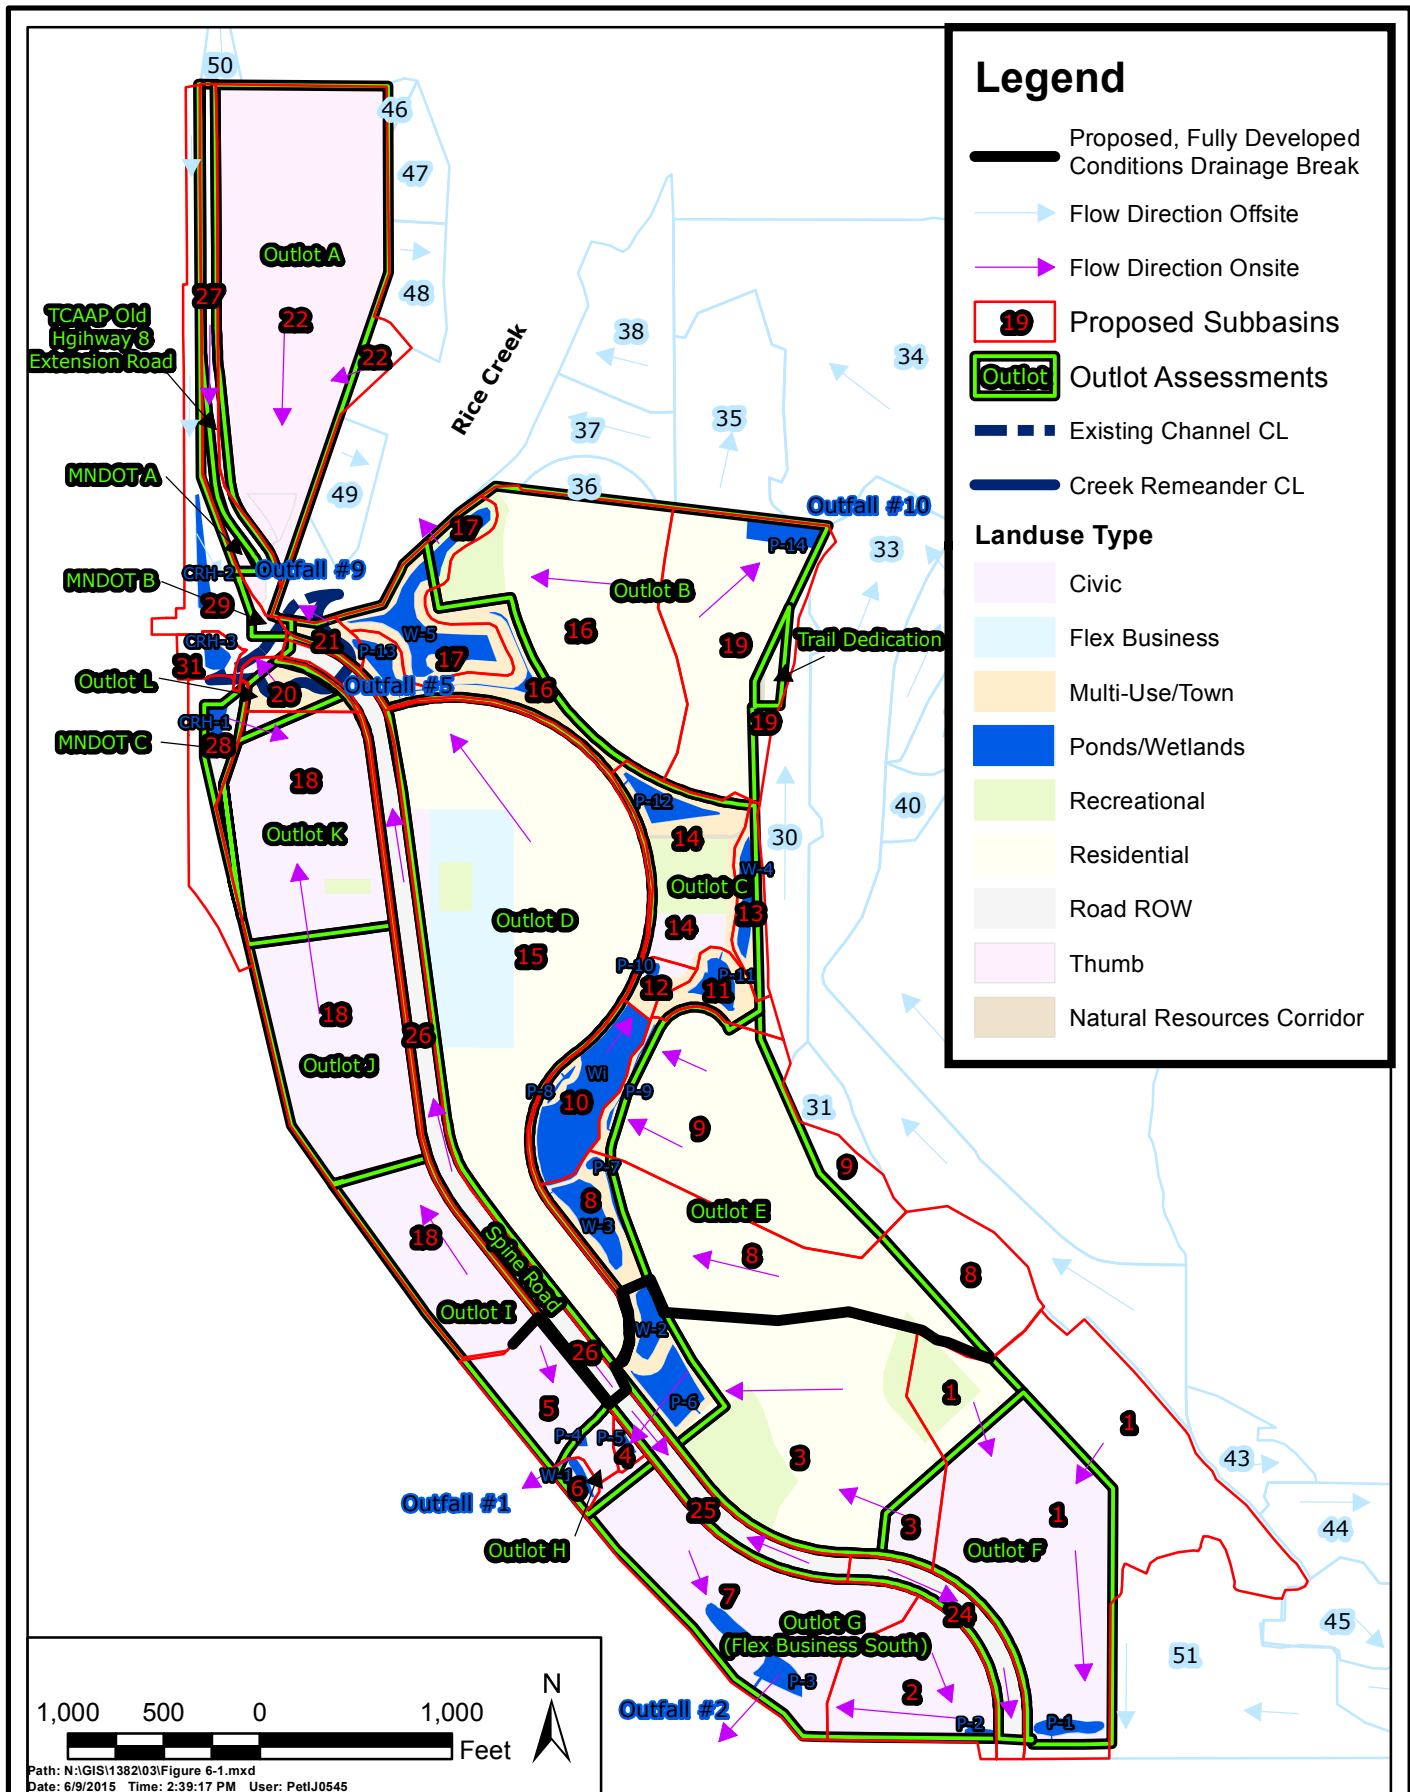 Legend
Proposed, Fully Developed
Conditions Drainage Break
Flow Direction Offsite
Flow Direction Onsite
19 Proposed Subbasins
Outlot Outlot Assessments
Existing Channel CL
Creek Remeander CL
Landuse Type
Civic
Flex Business
Multi-Use/Town
Ponds/Wetlands
Recreational
Residential
Road ROW
Thumb
Natural Resources Corridor
50
46
47
Outlot A
48
27
TCAAP Old
Hgihway 8
Extension Road
22
22
38
34
Rice Creek
35
37
MNDOT A
49
36
Outfall #10
17
P-14
33
CRH-2
Outfall #9
MNDOT B
Outlot B
29
16
W-5
CRH-3
21
P-13
17
19
Trail Dedication
31
Outlot L
20
Outfall #5
16
CRH-1
19
MNDOT C
28
18
P-12
40
Outlot K
14
30
W-4
Outlot C
13
Outlot D
14
15
P-10
P-11
12
11
18
26
Outlot J
Wi
P-8
10
P-9
31
9
P-7
9
8
Outlot E
W-3
18
8
Spine Road
8
Outlot I
W-2
26
1
5
P-6
1
P-4
P-5
4
3
43
W-1
6
Outfall #1
25
1
3
44
Outlot H
Outlot F
7
24
Outlot G
(Flex Business South)
45
51
P-3
2
Outfall #2
P-2
P-1
N
1,000 500 0 1,000
Feet
Path: N:\GIS\1382\03\Figure 6-1.mxd
Date: 6/9/2015 Time: 2:39:17 PM User: PetIJ0545